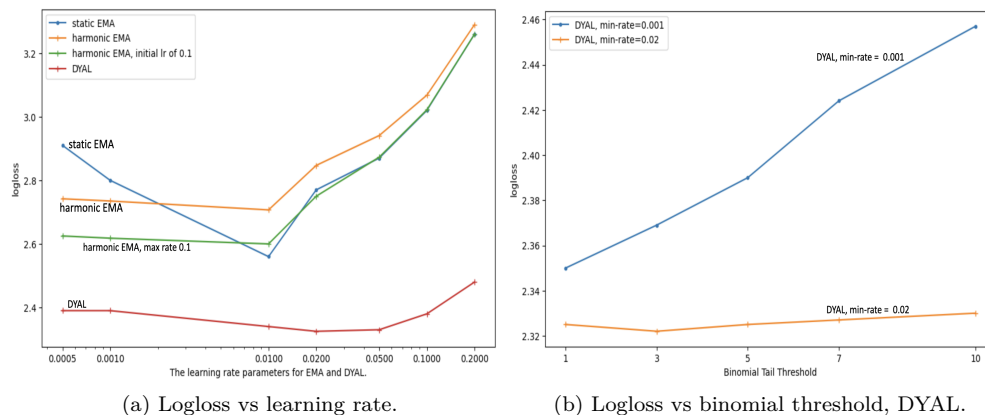 static EMA
harmonic EMA
harmonic EMA, initial lr of 0.1
DYAL
3.2
3.0
2.8
2.6
2.4
logloss
static EMA
harmonic EMA
harmonic EMA, max rate 0.1
DYAL
0.0005
0.0010
0.0100
0.0200
0.0500
0.1000
0.2000
The learning rate parameters for EMA and DYAL.
(a) Logloss vs learning rate.
DYAL, min-rate=0.001
DYAL, min-rate=0.02
2.46
2.44
2.42
2.40
2.38
2.36
2.34
2.32
logloss
DYAL, min-rate = 0.001
DYAL, min-rate = 0.02
1
3
5
7
10
Binomial Tail Threshold
(b) Logloss vs binomial threshold, DYAL.